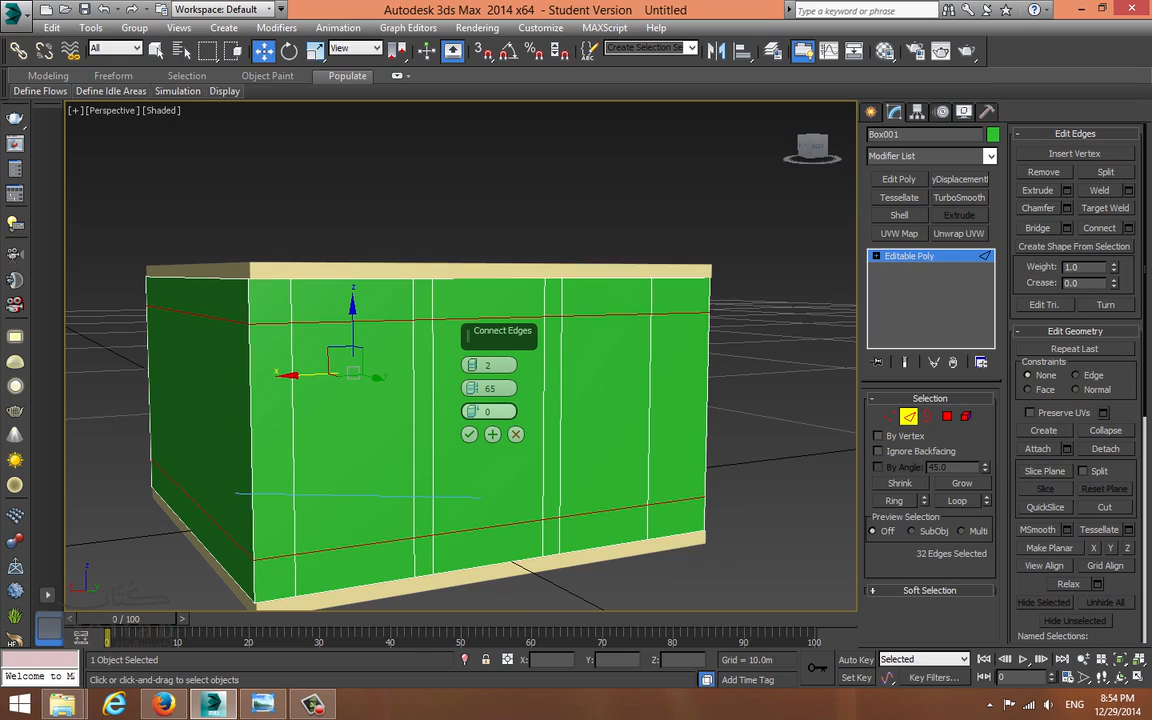 Workspace: Default
Autodesk 3ds Max 2014 x64 - Student Version Untitled
Type a keyword or phrase
Edit Tools Group Views Create Modifiers Animation Graph Editors Rendering Customize MAXScript Help
All View Create Selection Se
Modeling Freeform Selection Object Paint Populate
Define Flows Define Idle Areas Simulation Display
[+] [Perspective] [Shaded]
z
x
y
Connect Edges
2
65
0
Box001
Modifier List
Edit Poly yDisplacement
Tessellate TurboSmooth
Shell Extrude
UVW Map Unwrap UVW
Editable Poly
Selection
By Vertex
Ignore Backfacing
By Angle: 45.0
Shrink Grow
Ring Loop
Preview Selection
Off SubObj Multi
32 Edges Selected
Soft Selection
Edit Edges
Insert Vertex
Remove Split
Extrude Weld
Chamfer Target Weld
Bridge Connect
Create Shape From Selection
Weight: 1.0
Crease: 0.0
Edit Tri. Turn
Edit Geometry
Repeat Last
Constraints
None Edge
Face Normal
Preserve UVs
Create Collapse
Attach Detach
Slice Plane Split
Slice Reset Plane
QuickSlice Cut
MSmooth Tessellate
Make Planar X Y Z
View Align Grid Align
Relax
Hide Selected Unhide All
Hide Unselected
Named Selections:
0 / 100
0 10 20 30 40 50 60 70 80 90 100
1 Object Selected X: Y: Z: Grid = 10.0m Auto Key Selected
Welcome to M Click or click-and-drag to select objects Add Time Tag Set Key Key Filters... 0
ENG
8:54 PM
12/29/2014